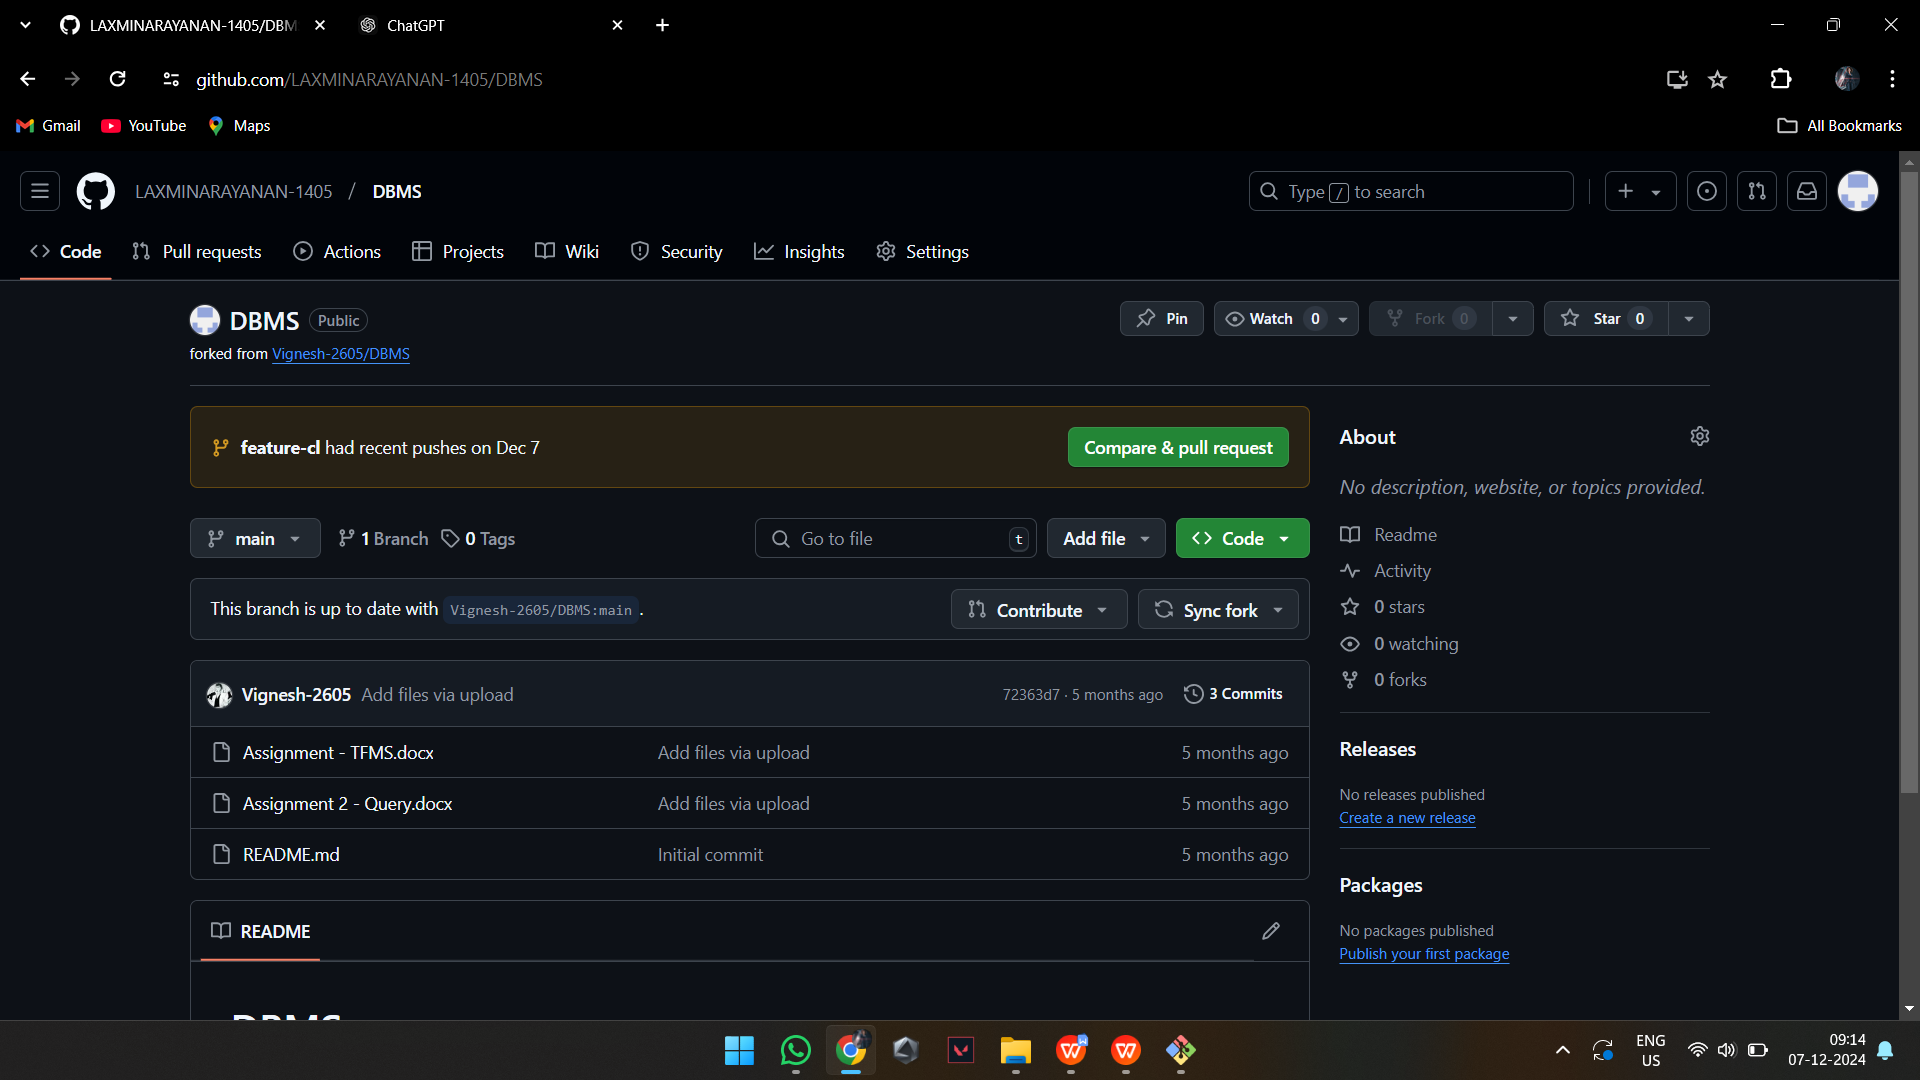 LAXMINARAYANAN-1405/DBM
ChatGPT
github.com/LAXMINARAYANAN-1405/DBMS
Gmail YouTube Maps All Bookmarks
LAXMINARAYANAN-1405 / DBMS Type / to search
Code Pull requests Actions Projects Wiki Security Insights Settings
DBMS Public Pin Watch 0 Fork 0 Star 0
forked from Vignesh-2605/DBMS
feature-cl had recent pushes on Dec 7 Compare & pull request
main 1 Branch 0 Tags Go to file t Add file Code
This branch is up to date with Vignesh-2605/DBMS:main . Contribute Sync fork
Vignesh-2605 Add files via upload 72363d7 · 5 months ago 3 Commits
Assignment - TFMS.docx Add files via upload 5 months ago
Assignment 2 - Query.docx Add files via upload 5 months ago
README.md Initial commit 5 months ago
README
DBMS
About
No description, website, or topics provided.
Readme
Activity
0 stars
0 watching
0 forks
Releases
No releases published
Create a new release
Packages
No packages published
Publish your first package
ENG
US
09:14
07-12-2024